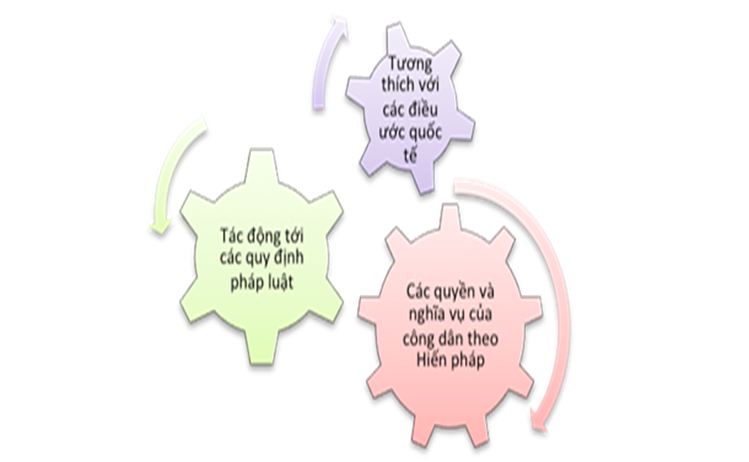 Tương
thích với
các điều
ước quốc
tế
Tác động tới
các quy định
pháp luật
Các quyền và
nghĩa vụ của
công dân theo
Hiến pháp